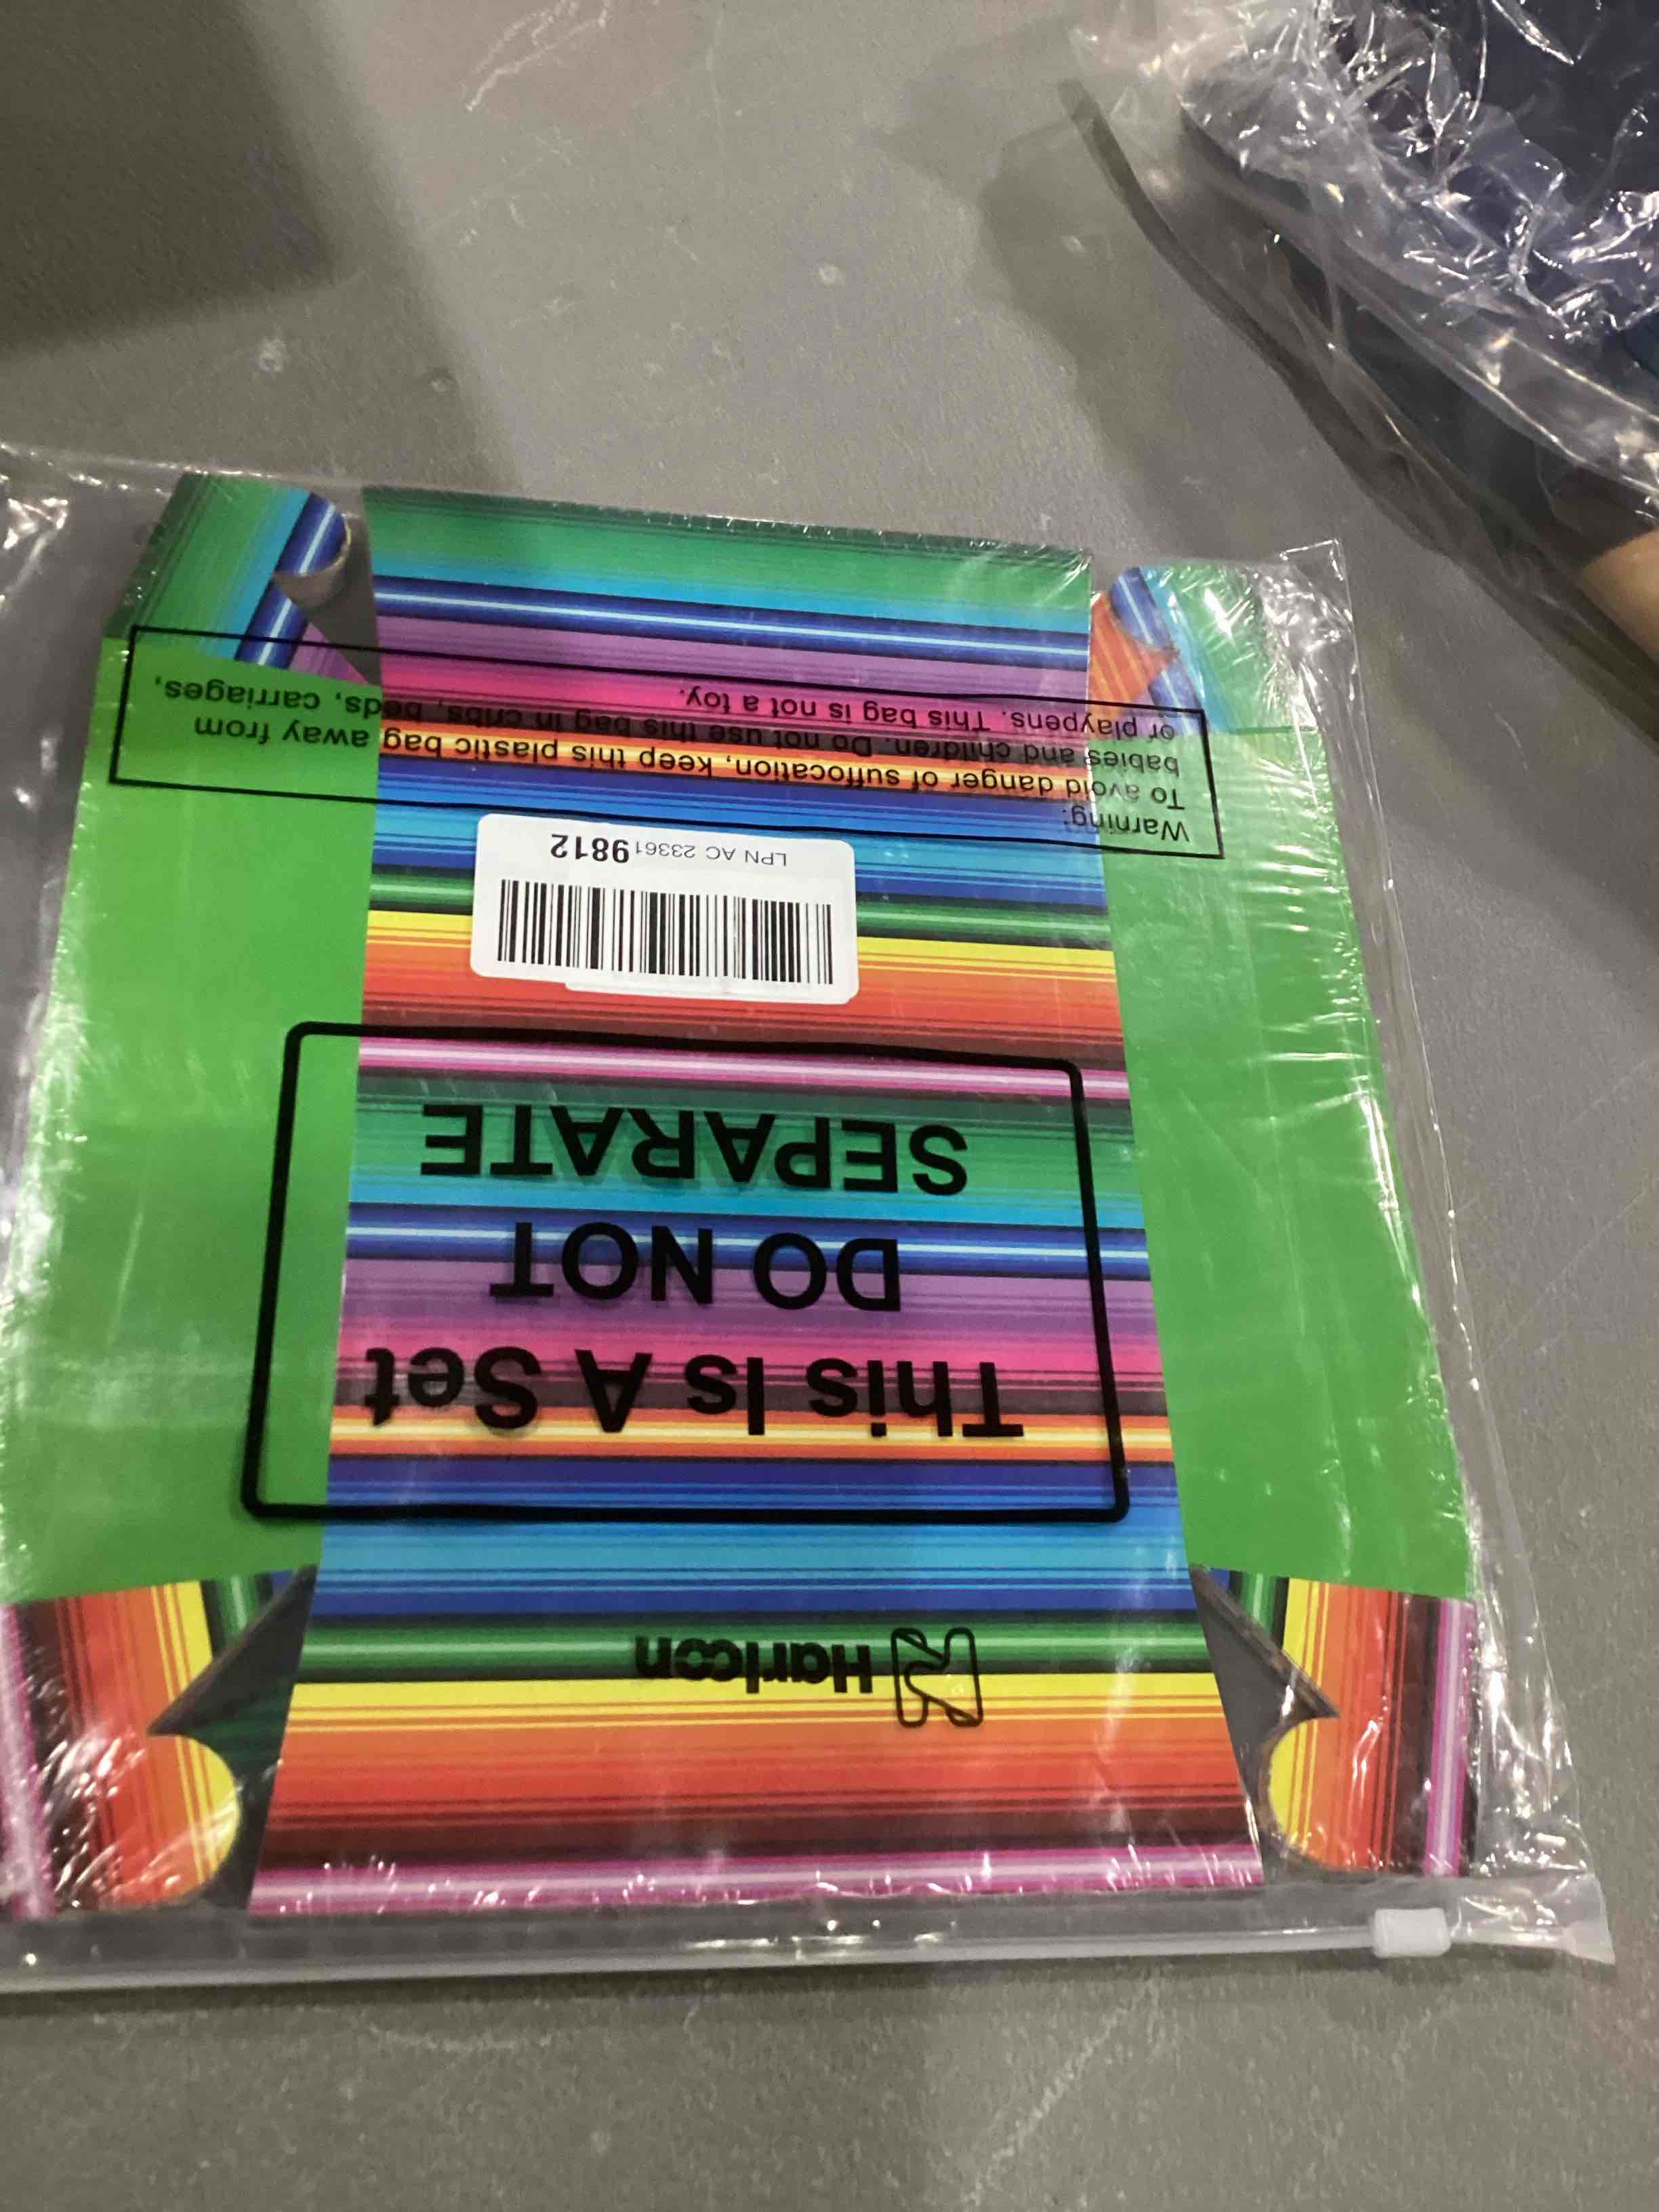 Harloon
This Is A Set
DO NOT
SEPARATE
LPN AC 233619812
Warning:
To avoid danger of suffocation, keep this plastic bag away from
babies and children. Do not use this bag in cribs, beds, carriages,
or playpens. This bag is not a toy.